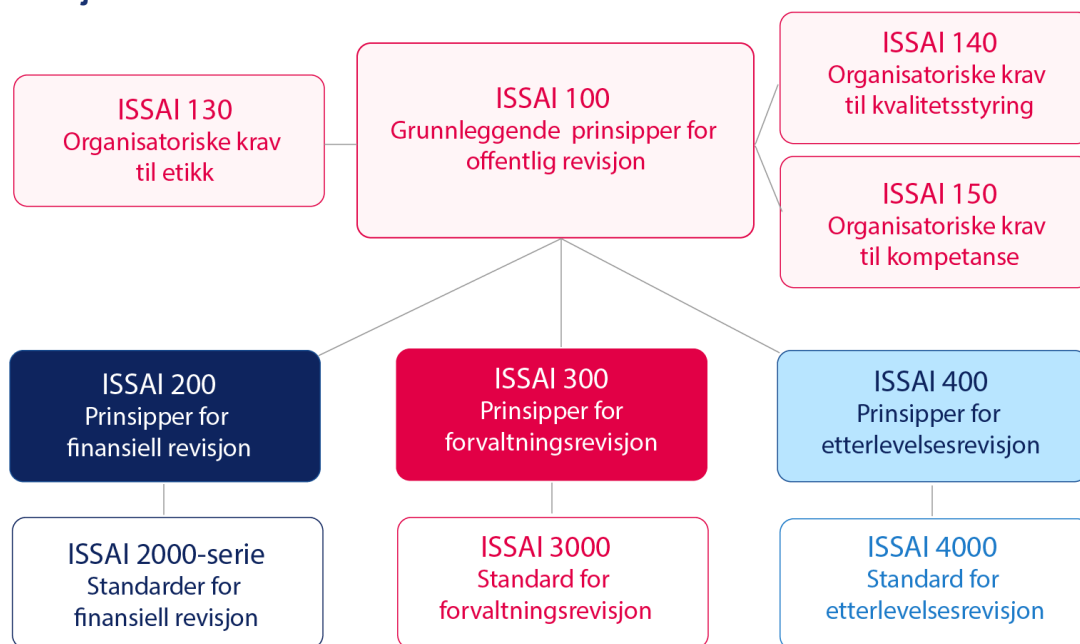 ISSAI 130
Organisatoriske krav
til etikk
ISSAI 100
Grunnleggende prinsipper for
offentlig revisjon
ISSAI 140
Organisatoriske krav
til kvalitetsstyring
ISSAI 150
Organisatoriske krav
til kompetanse
ISSAI 200
Prinsipper for
finansiell revisjon
ISSAI 300
Prinsipper for
forvaltningsrevisjon
ISSAI 400
Prinsipper for
etterlevelsesrevisjon
ISSAI 2000-serie
Standarder for
finansiell revisjon
ISSAI 3000
Standard for
forvaltningsrevisjon
ISSAI 4000
Standard for
etterlevelsesrevisjon